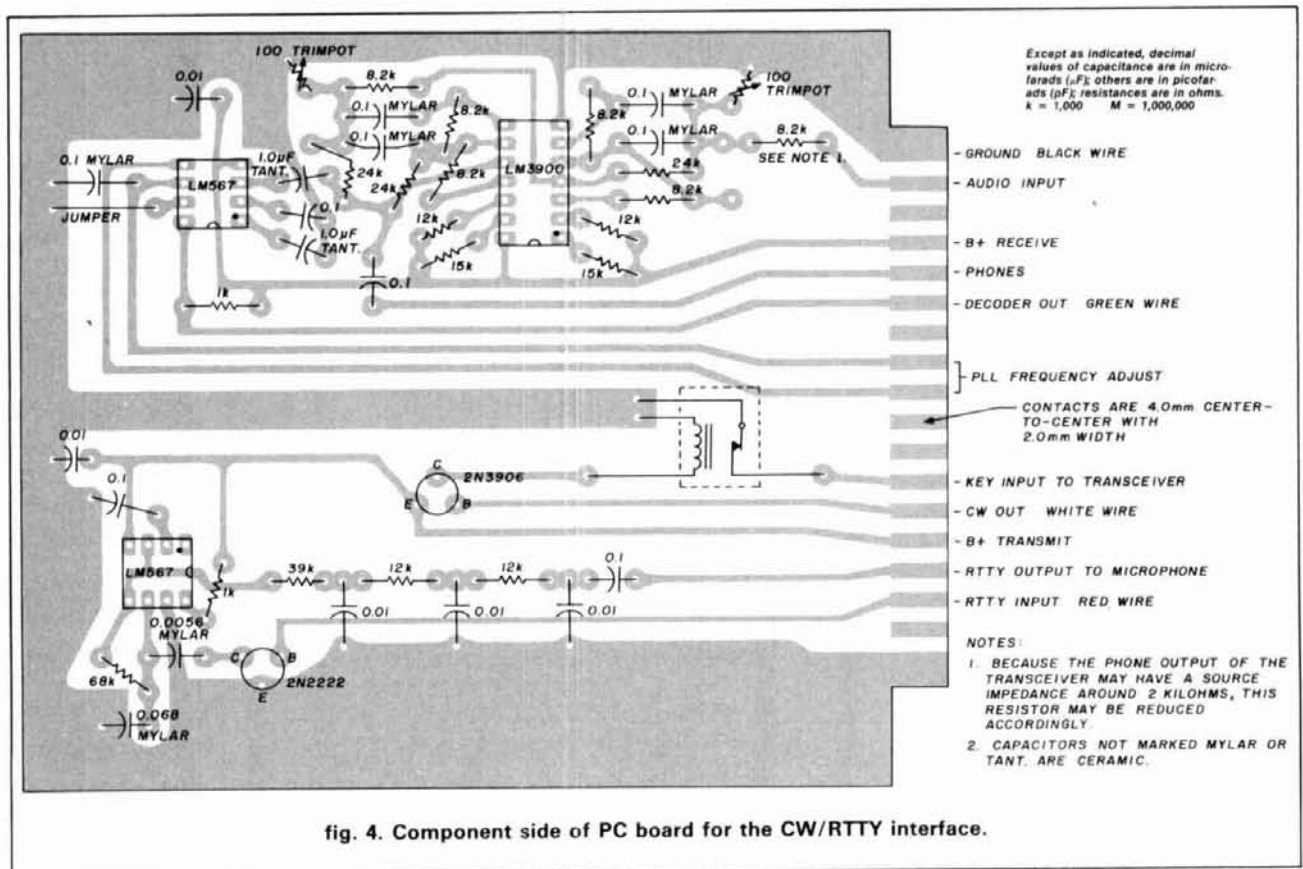 100 TRIMPOT
0.01
8.2k
0.1 MYLAR
0.1 MYLAR
8.2k
8.2k
0.1 MYLAR
0.1 MYLAR
100
TRIMPOT
8.2k
SEE NOTE 1.
Except as indicated, decimal
values of capacitance are in micro-
farads (µF); others are in picofar-
ads (pF); resistances are in ohms.
k = 1,000 M = 1,000,000
0.1 MYLAR
LM567
1.0µF
TANT.
24k
24k
8.2k
LM3900
24k
8.2k
JUMPER
0.1
1.0µF
TANT.
12k
15k
12k
15k
0.1
1k
- GROUND BLACK WIRE
- AUDIO INPUT
- B+ RECEIVE
- PHONES
- DECODER OUT GREEN WIRE
- PLL FREQUENCY ADJUST
CONTACTS ARE 4.0mm CENTER-
TO-CENTER WITH
2.0mm WIDTH
- KEY INPUT TO TRANSCEIVER
- CW OUT WHITE WIRE
- B+ TRANSMIT
- RTTY OUTPUT TO MICROPHONE
- RTTY INPUT RED WIRE
0.01
0.1
C
2N3906
E
B
LM567
1k
39k
12k
12k
0.1
0.01
0.01
0.01
0.0056
MYLAR
C
B
2N2222
E
68k
0.068
MYLAR
NOTES:
1. BECAUSE THE PHONE OUTPUT OF THE
TRANSCEIVER MAY HAVE A SOURCE
IMPEDANCE AROUND 2 KILOHMS, THIS
RESISTOR MAY BE REDUCED
ACCORDINGLY.
2. CAPACITORS NOT MARKED MYLAR OR
TANT. ARE CERAMIC.
fig. 4. Component side of PC board for the CW/RTTY interface.